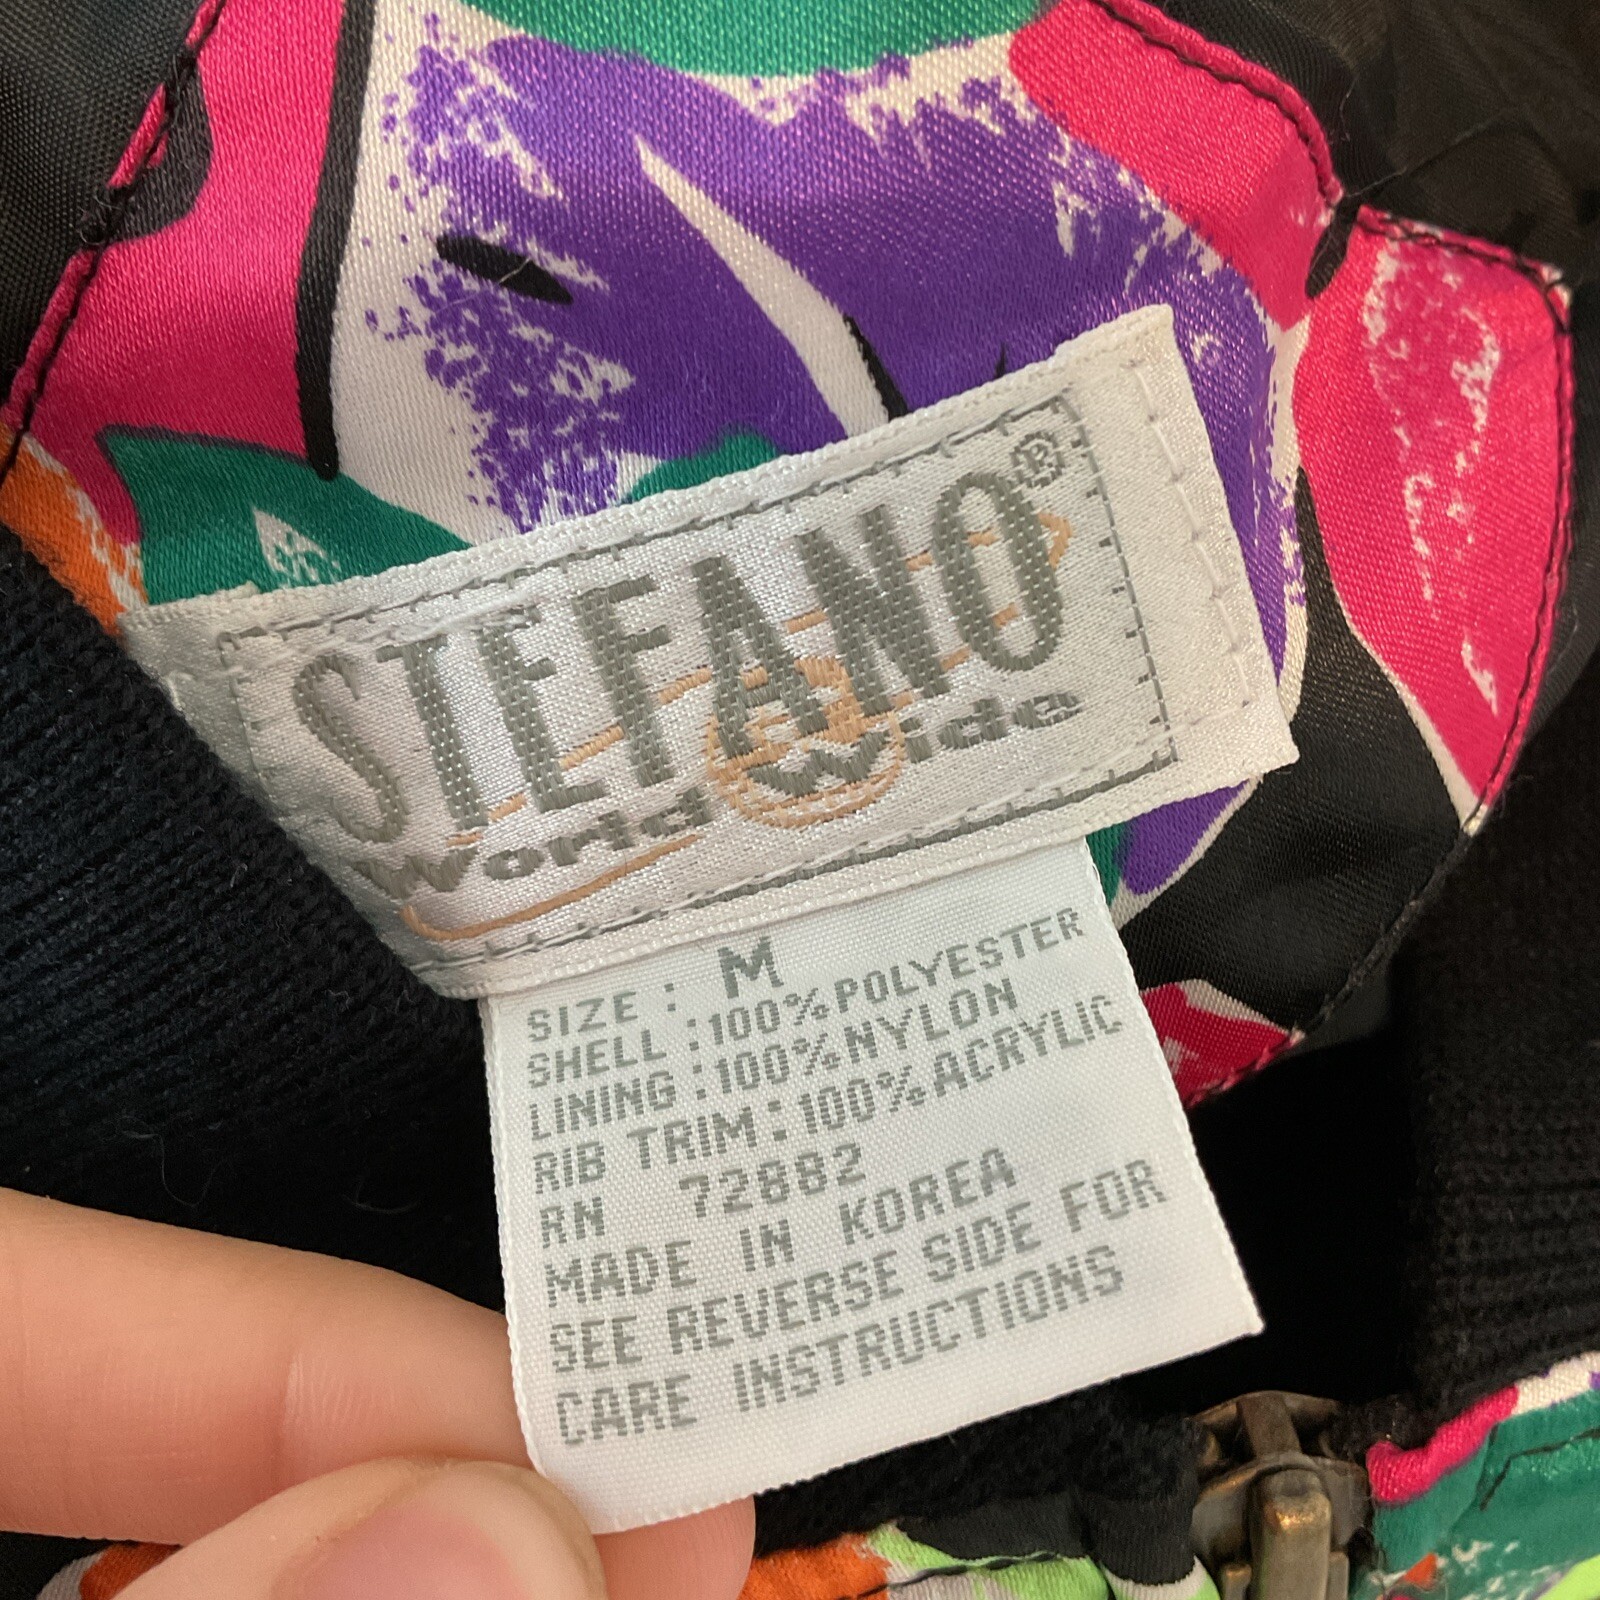 STEFANO®
World Wide
SIZE : M
SHELL : 100% POLYESTER
LINING : 100% NYLON
RIB TRIM : 100% ACRYLIC
RN 72882
MADE IN KOREA
SEE REVERSE SIDE FOR
CARE INSTRUCTIONS